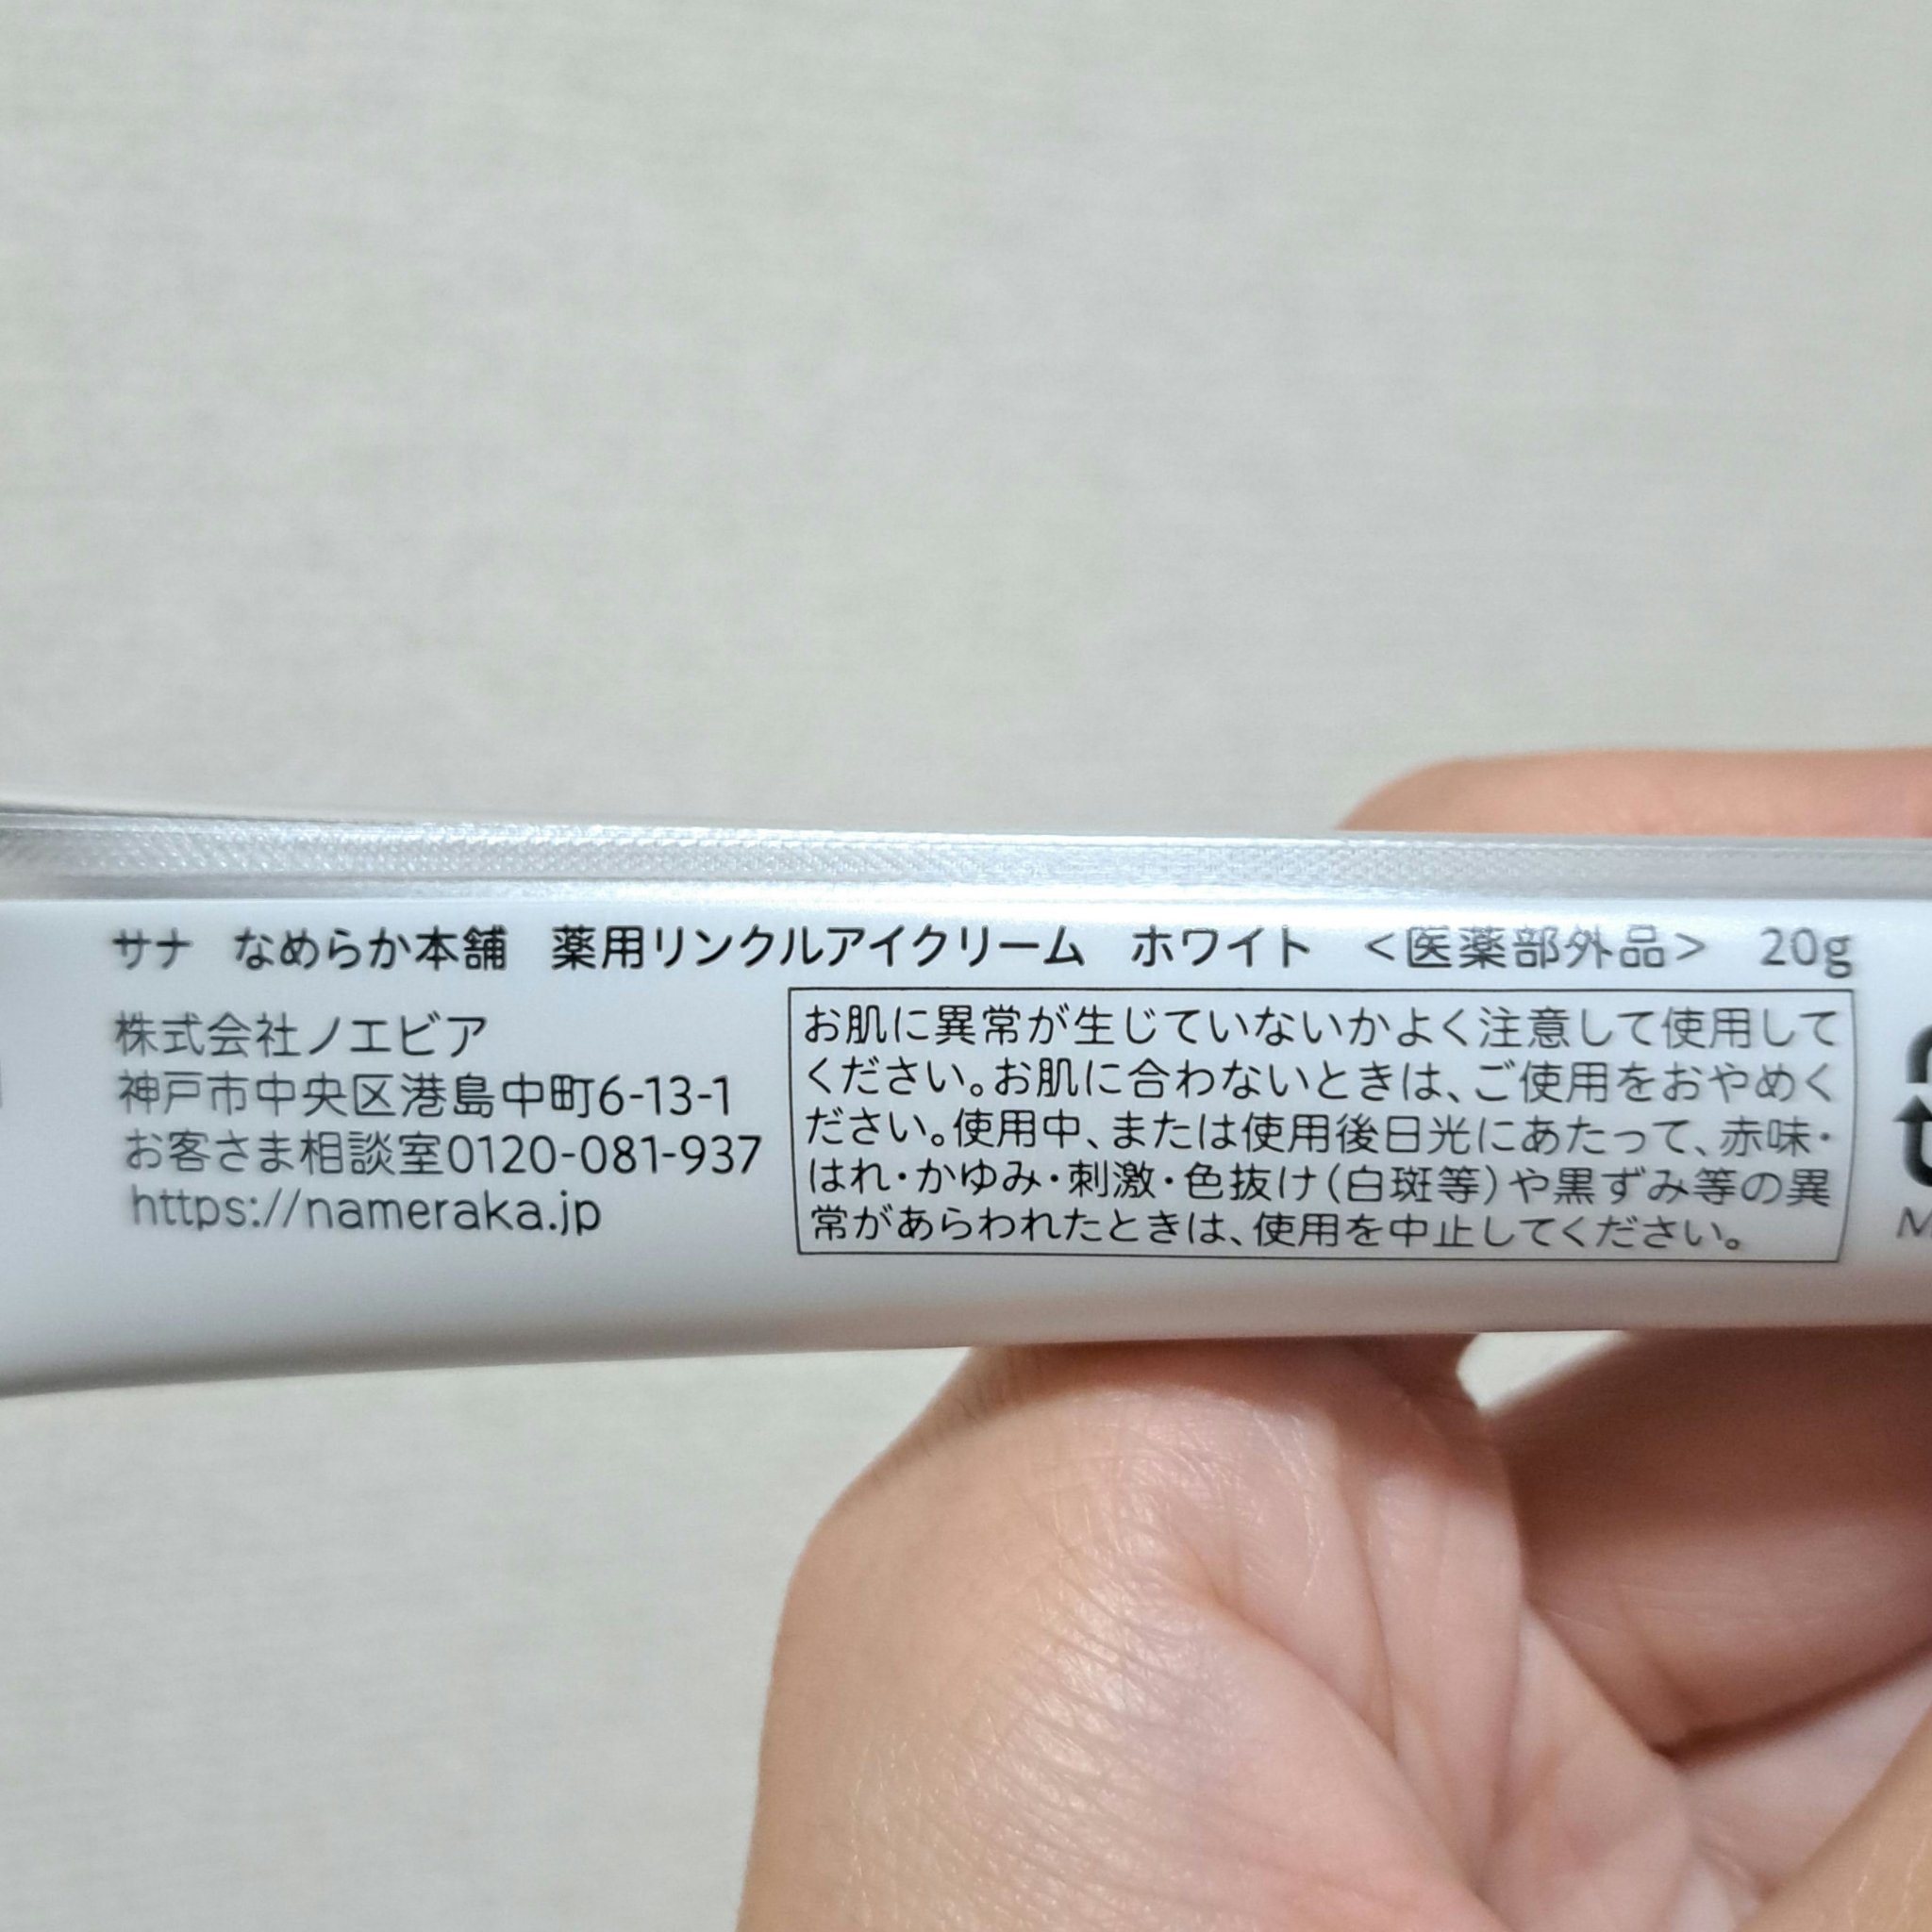 サナ なめらか本舗 薬用リンクルアイクリーム ホワイト <医薬部外品> 20g
株式会社ノエビア
神戸市中央区港島中町6-13-1
お客さま相談室0120-081-937
https://nameraka.jp
お肌に異常が生じていないかよく注意して使用して
ください。お肌に合わないときは、ご使用をおやめく
ださい。使用中、または使用後日光にあたって、赤味・
はれ・かゆみ・刺激・色抜け(白斑等)や黒ずみ等の異
常があらわれたときは、使用を中止してください。